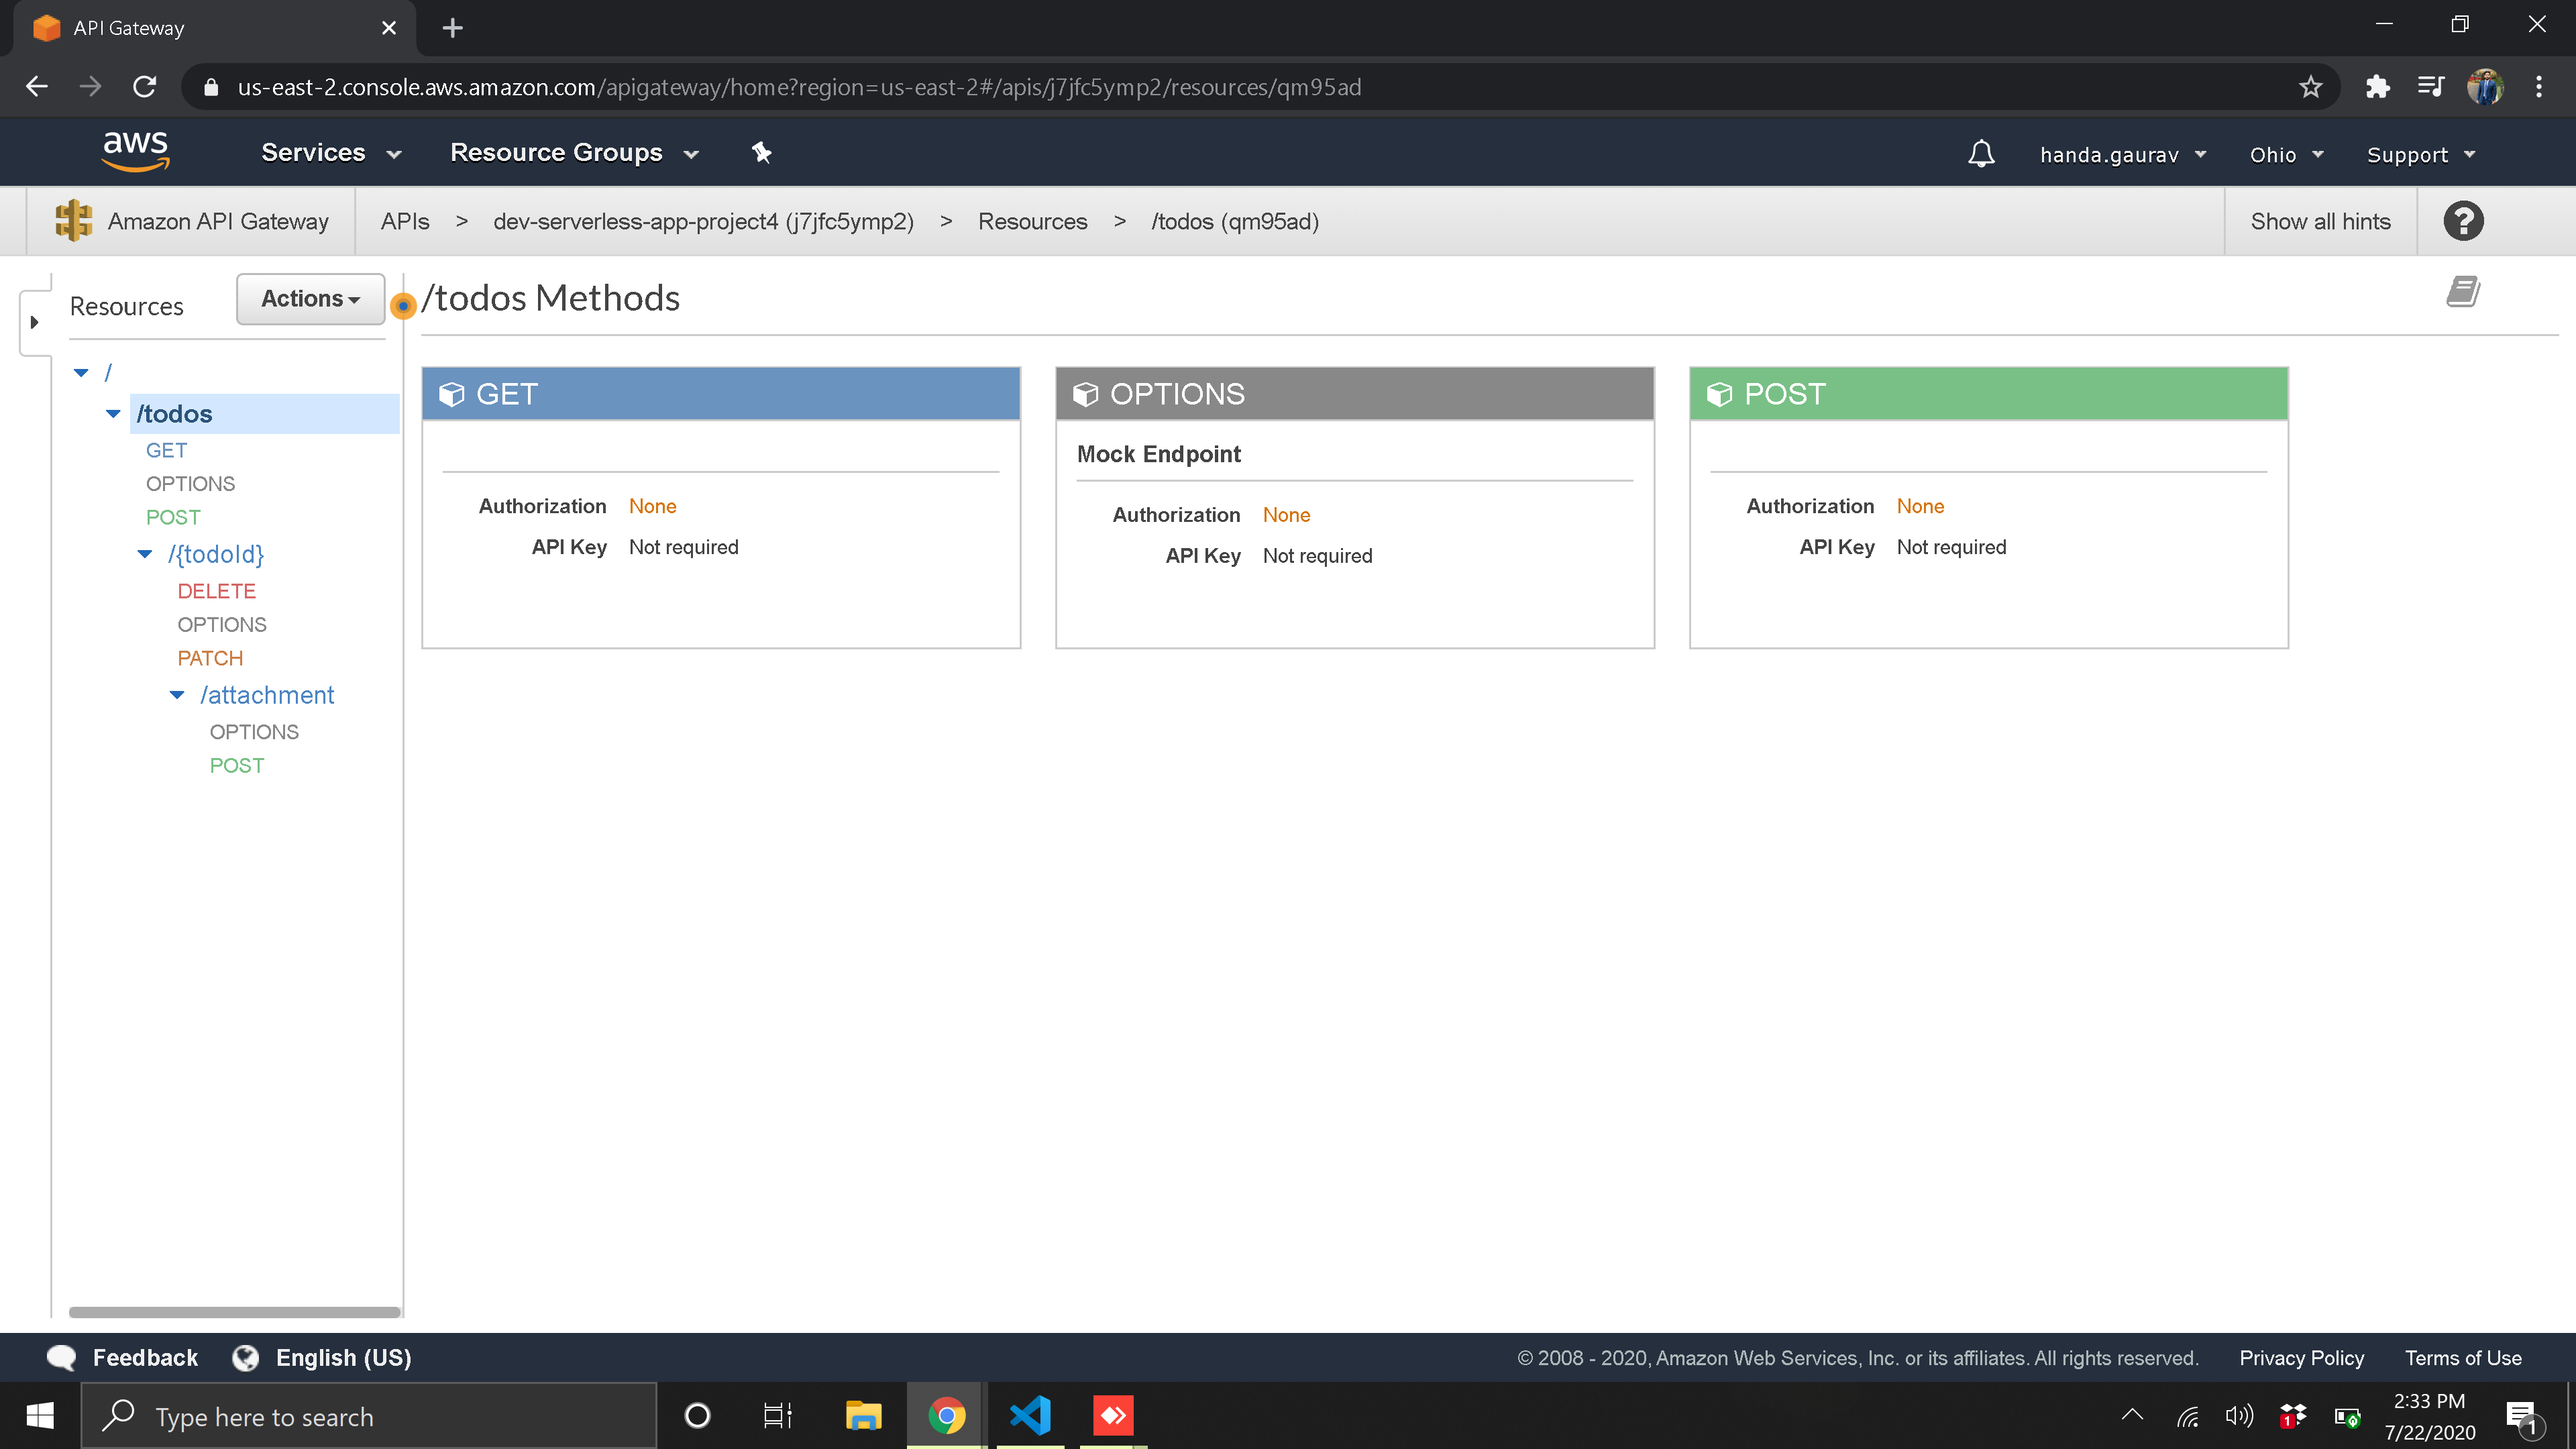 API Gateway
us-east-2.console.aws.amazon.com/apigateway/home?region=us-east-2#/apis/j7jfc5ymp2/resources/qm95ad
aws Services Resource Groups handa.gaurav Ohio Support
Amazon API Gateway APIs > dev-serverless-app-project4 (j7jfc5ymp2) > Resources > /todos (qm95ad) Show all hints ?
Resources Actions /todos Methods
/
/todos
GET
OPTIONS
POST
/{todoId}
DELETE
OPTIONS
PATCH
/attachment
OPTIONS
POST
GET
Authorization None
API Key Not required
OPTIONS
Mock Endpoint
Authorization None
API Key Not required
POST
Authorization None
API Key Not required
Feedback English (US) © 2008 - 2020, Amazon Web Services, Inc. or its affiliates. All rights reserved. Privacy Policy Terms of Use
Type here to search
1
2:33 PM
7/22/2020
1